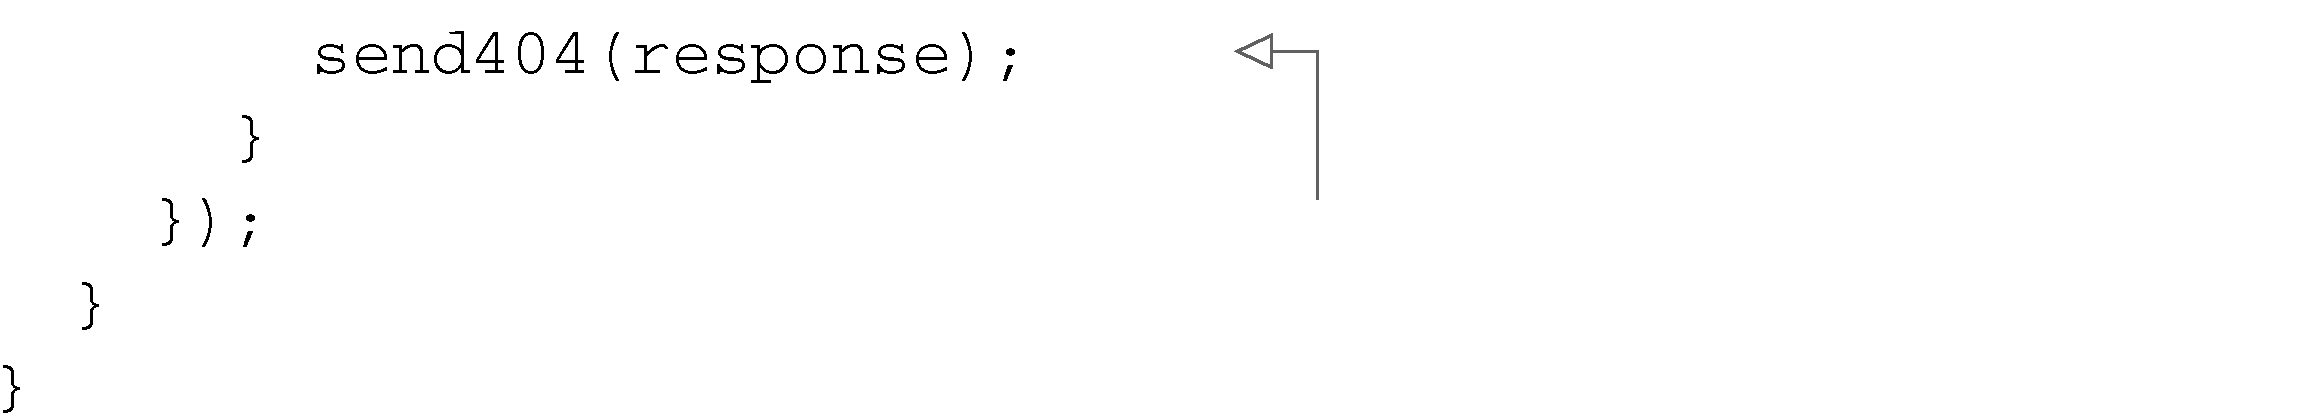 send404(response);
      }
    });
  }
}